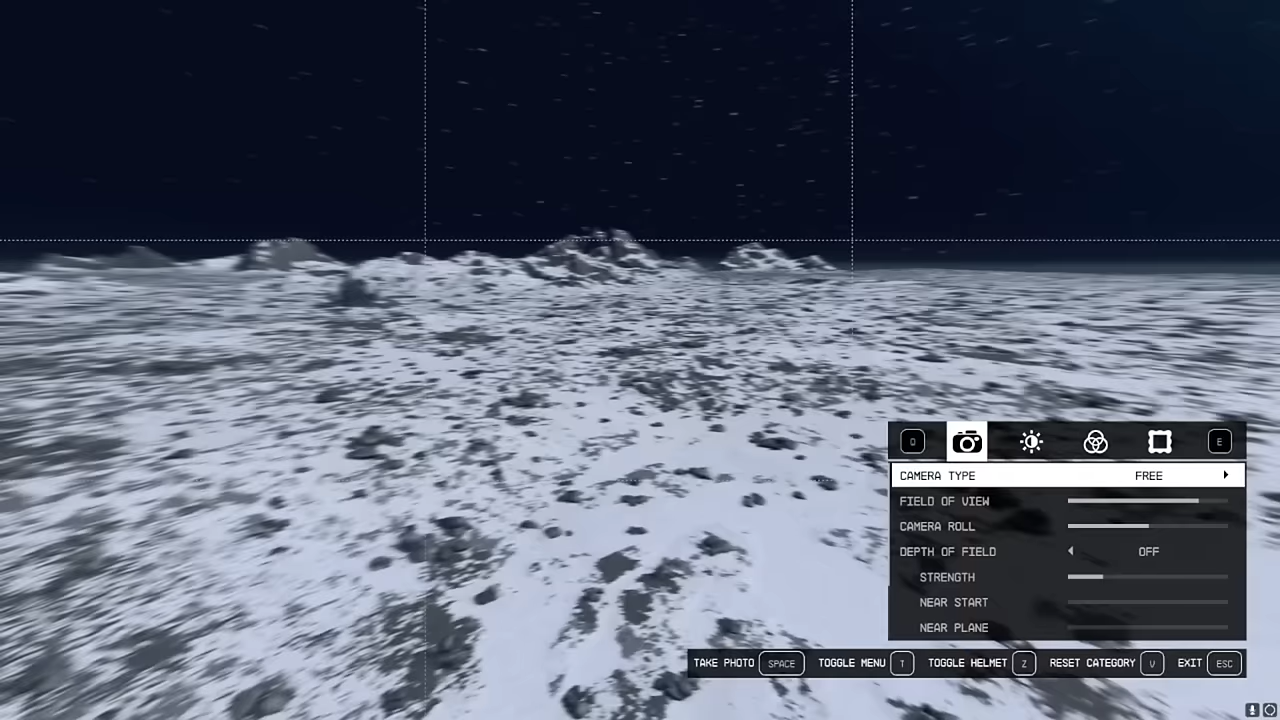 Q E
CAMERA TYPE FREE
FIELD OF VIEW
CAMERA ROLL
DEPTH OF FIELD OFF
STRENGTH
NEAR START
NEAR PLANE
TAKE PHOTO SPACE TOGGLE MENU T TOGGLE HELMET Z RESET CATEGORY V EXIT ESC